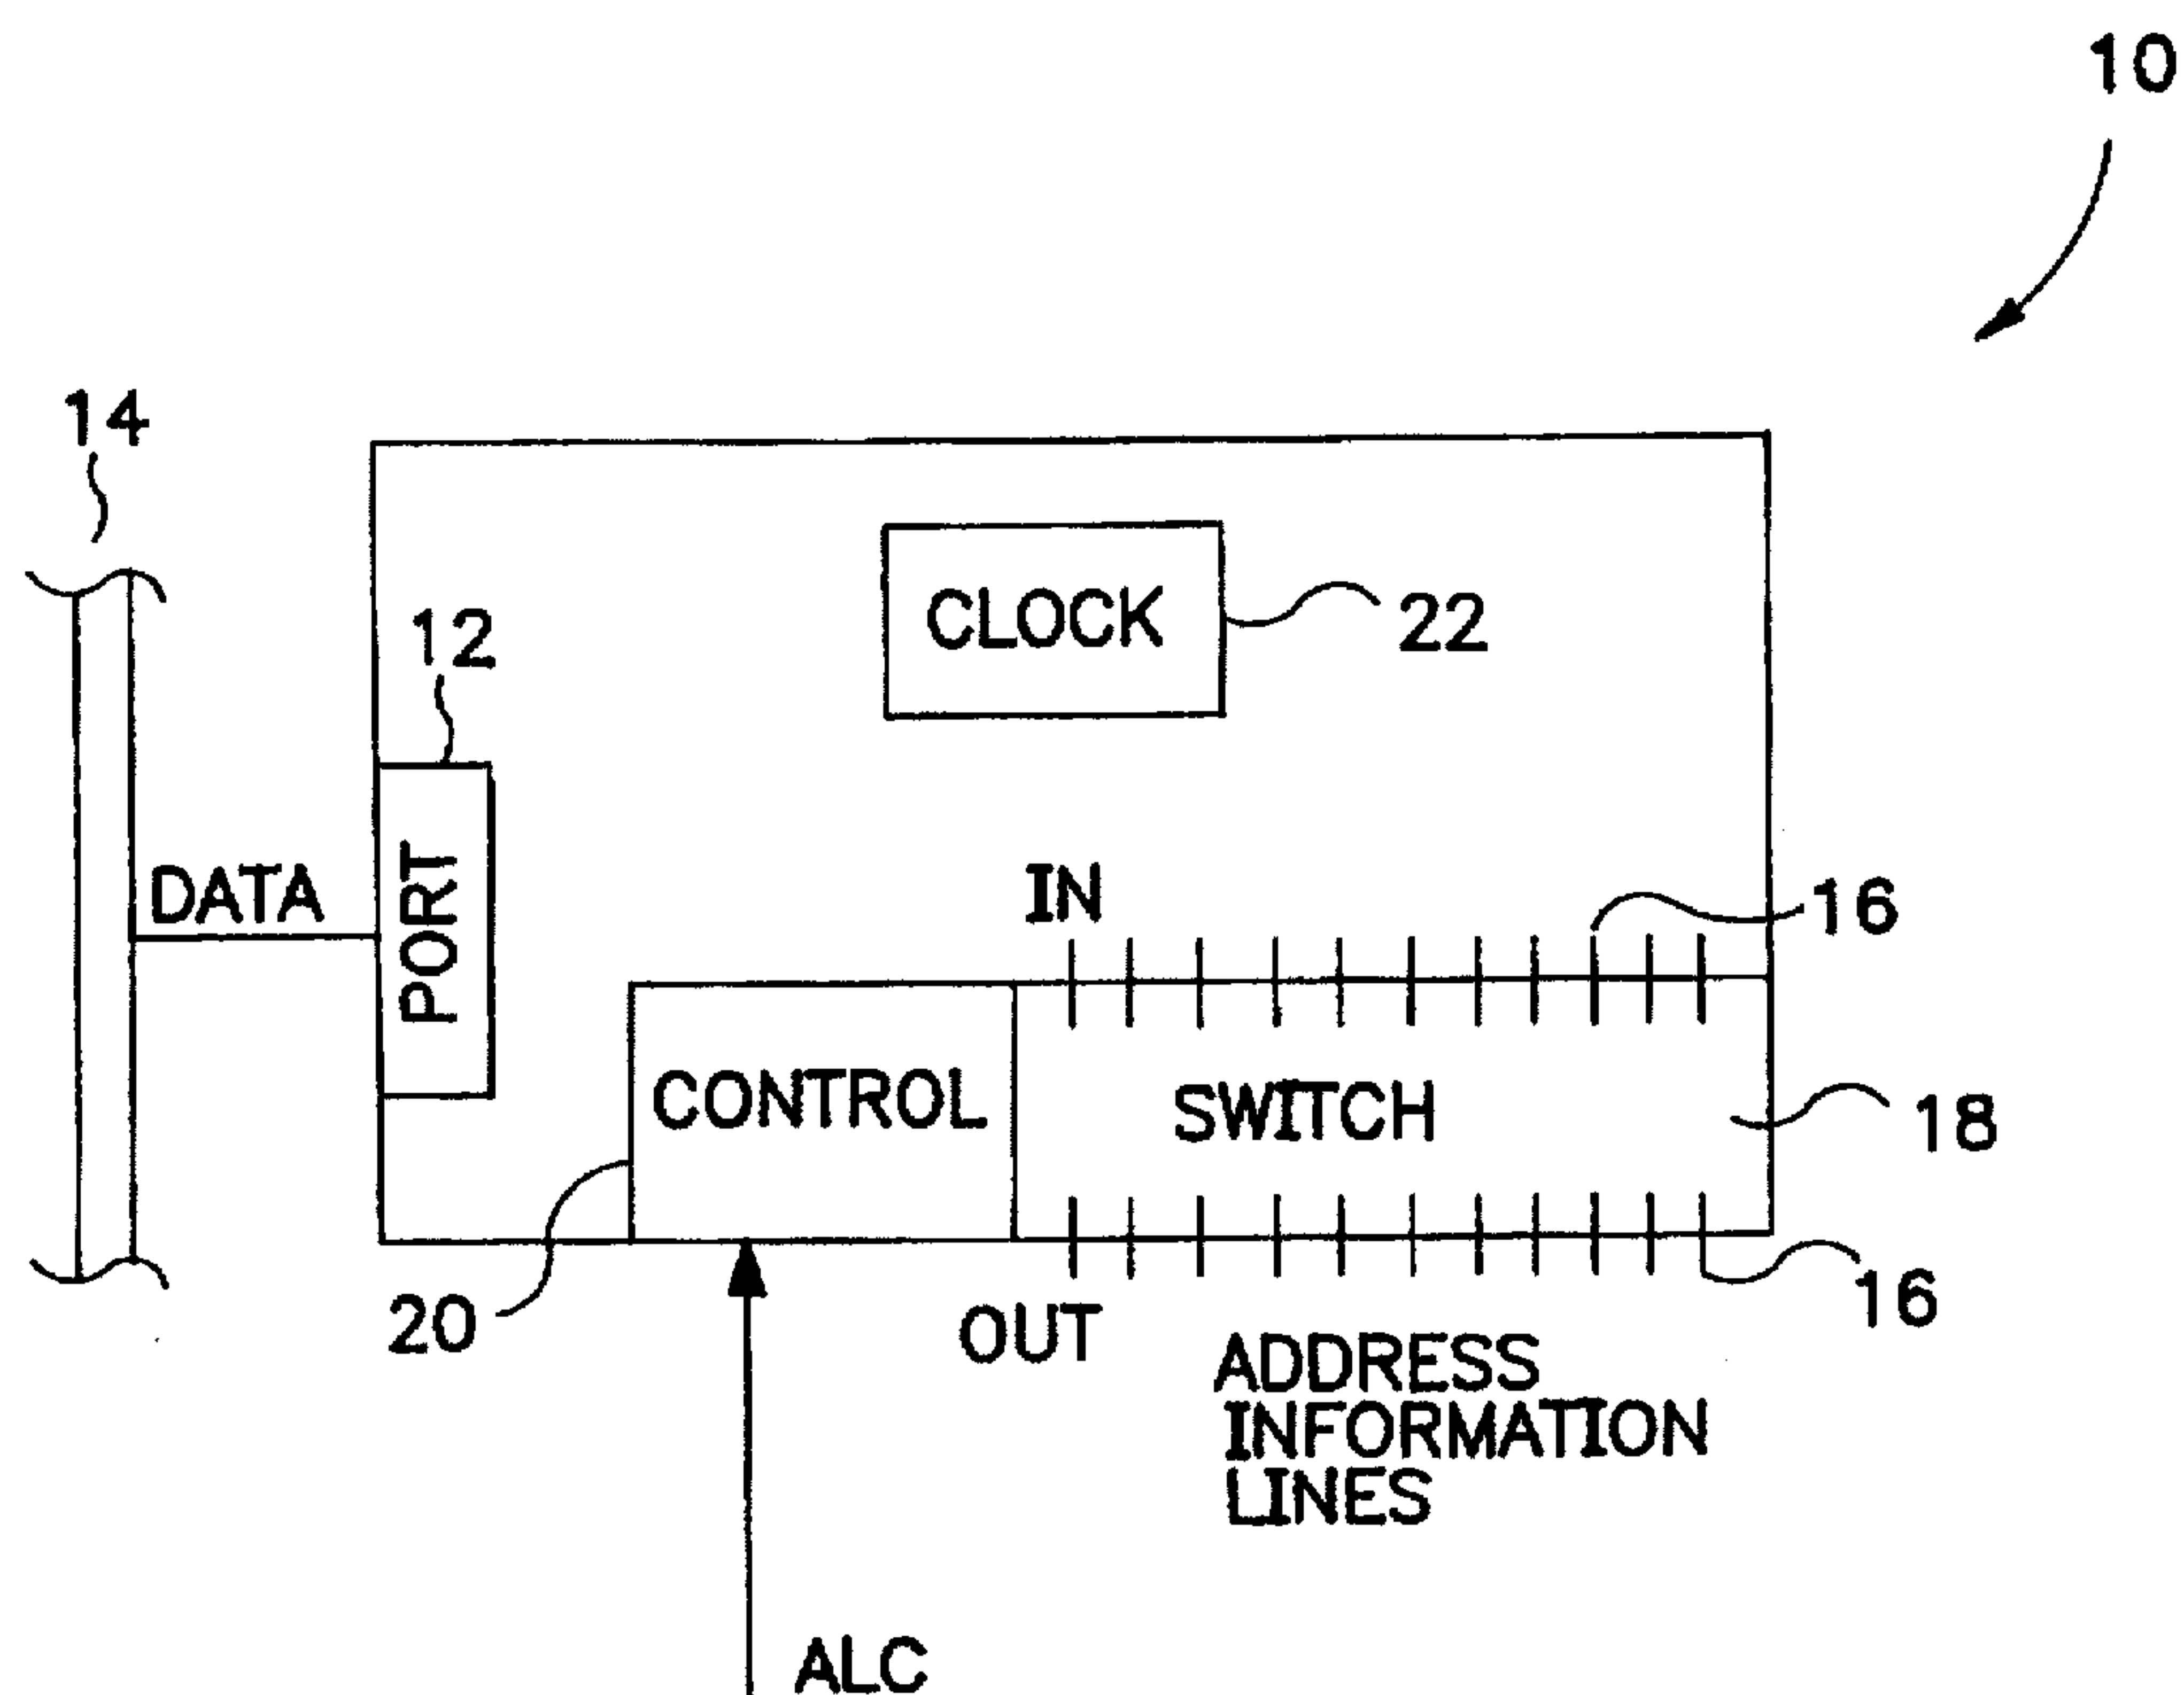 10
14
CLOCK
22
12
DATA
PORT
IN
16
CONTROL
SWITCH
18
20
OUT
16
ADDRESS
INFORMATION
LINES
ALC